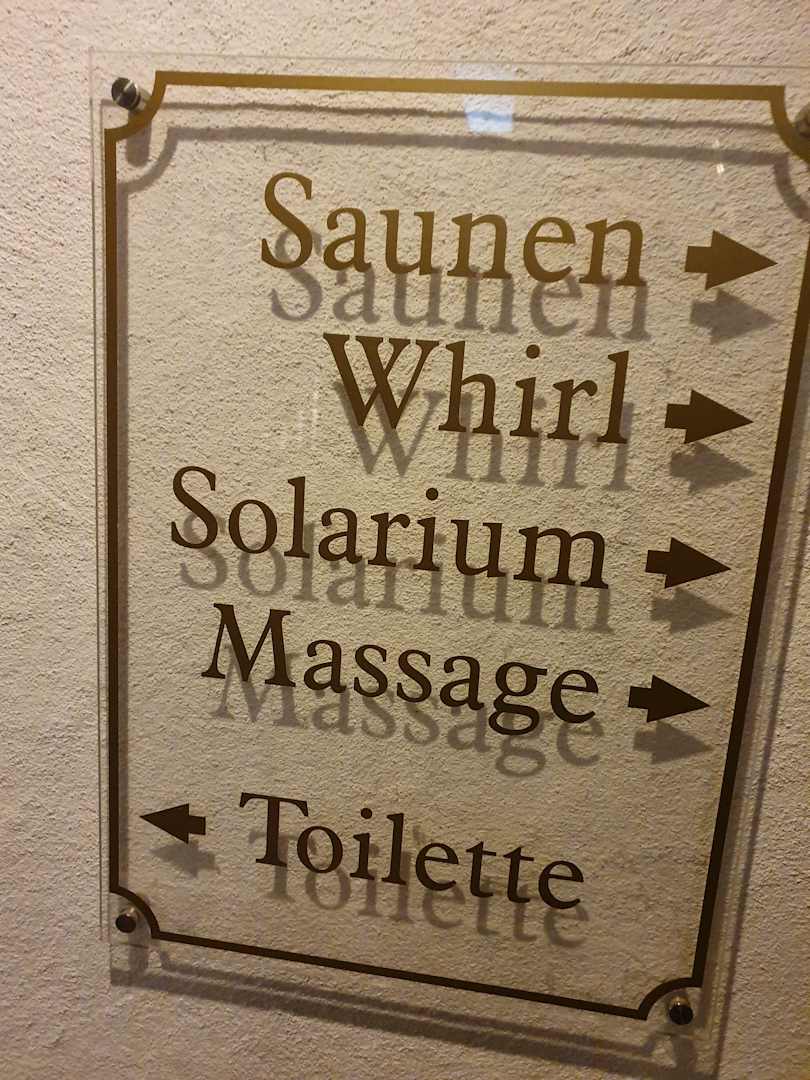 Saunen
Whirl
Solarium
Massage
Toilette